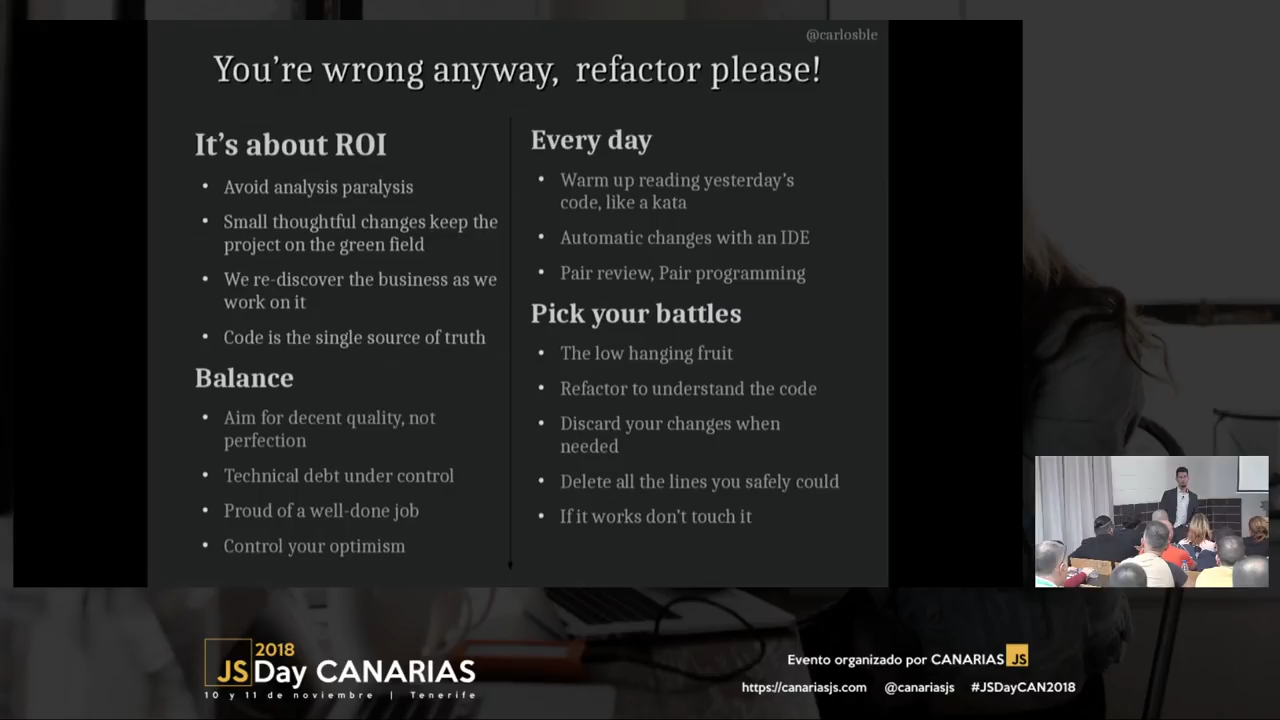 @carlosble
You're wrong anyway, refactor please!
It's about ROI
• Avoid analysis paralysis
• Small thoughtful changes keep the
project on the green field
• We re-discover the business as we
work on it
• Code is the single source of truth
Balance
• Aim for decent quality, not
perfection
• Technical debt under control
• Proud of a well-done job
• Control your optimism
Every day
• Warm up reading yesterday's
code, like a kata
• Automatic changes with an IDE
• Pair review, Pair programming
Pick your battles
• The low hanging fruit
• Refactor to understand the code
• Discard your changes when
needed
• Delete all the lines you safely could
• If it works don't touch it
2018
JSDay CANARIAS
10 y 11 de noviembre | Tenerife
Evento organizado por CANARIAS JS
https://canariasjs.com @canariasjs #JSDayCAN2018